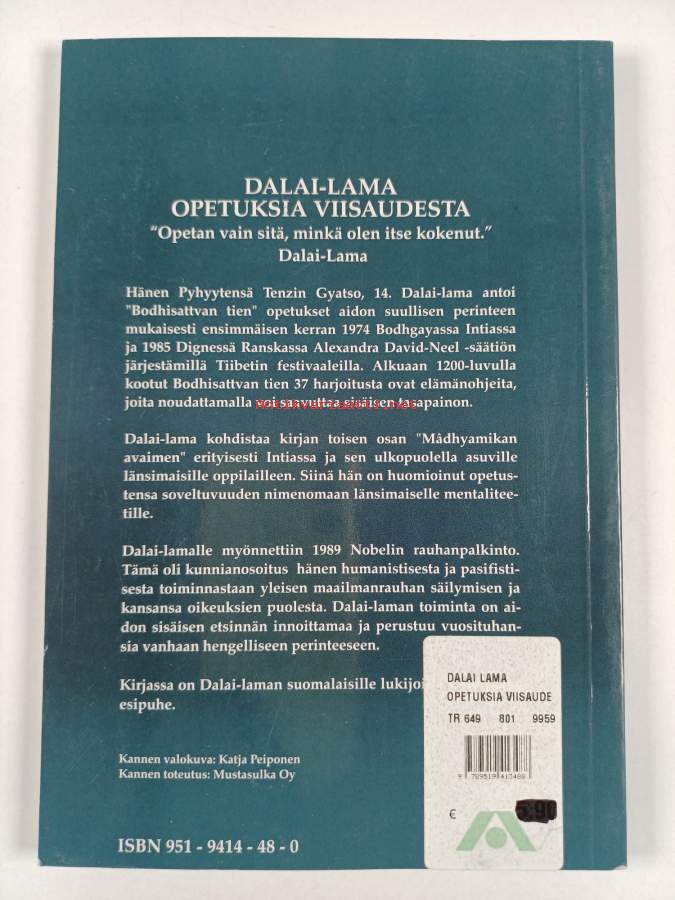 DALAI-LAMA
OPETUKSIA VIISAUDESTA
"Opetan vain sitä, minkä olen itse kokenut."
Dalai-Lama
Hänen Pyhyytensä Tenzin Gyatso, 14. Dalai-lama antoi
"Bodhisattvan tien" opetukset aidon suullisen perinteen
mukaisesti ensimmäisen kerran 1974 Bodhgayassa Intiassa
ja 1985 Dignessä Ranskassa Alexandra David-Neel -säätiön
järjestämillä Tiibetin festivaaleilla. Alkuaan 1200-luvulla
kootut Bodhisattvan tien 37 harjoitusta ovat elämänohjeita,
joita noudattamalla voi saavuttaa sisäisen tasapainon.
Dalai-lama kohdistaa kirjan toisen osan "Mâdhyamikan
avaimen" erityisesti Intiassa ja sen ulkopuolella asuville
länsimaisille oppilailleen. Siinä hän on huomioinut opetus-
tensa soveltuvuuden nimenomaan länsimaiselle mentalitee-
tille.
Dalai-lamalle myönnettiin 1989 Nobelin rauhanpalkinto.
Tämä oli kunnianosoitus hänen humanistisesta ja pasifisti-
sesta toiminnastaan yleisen maailmanrauhan säilymisen ja
kansansa oikeuksien puolesta. Dalai-laman toiminta on ai-
don sisäisen etsinnän innoittamaa ja perustuu vuosituhan-
sia vanhaan hengelliseen perinteeseen.
Kirjassa on Dalai-laman suomalaisille lukijoi
esipuhe.
Kannen valokuva: Katja Peiponen
Kannen toteutus: Mustasulka Oy
ISBN 951 - 9414 - 48 - 0
DALAI LAMA
OPETUKSIA VIISAUDE
TR 649 801 9959
9 789519 414488
€ 5.90